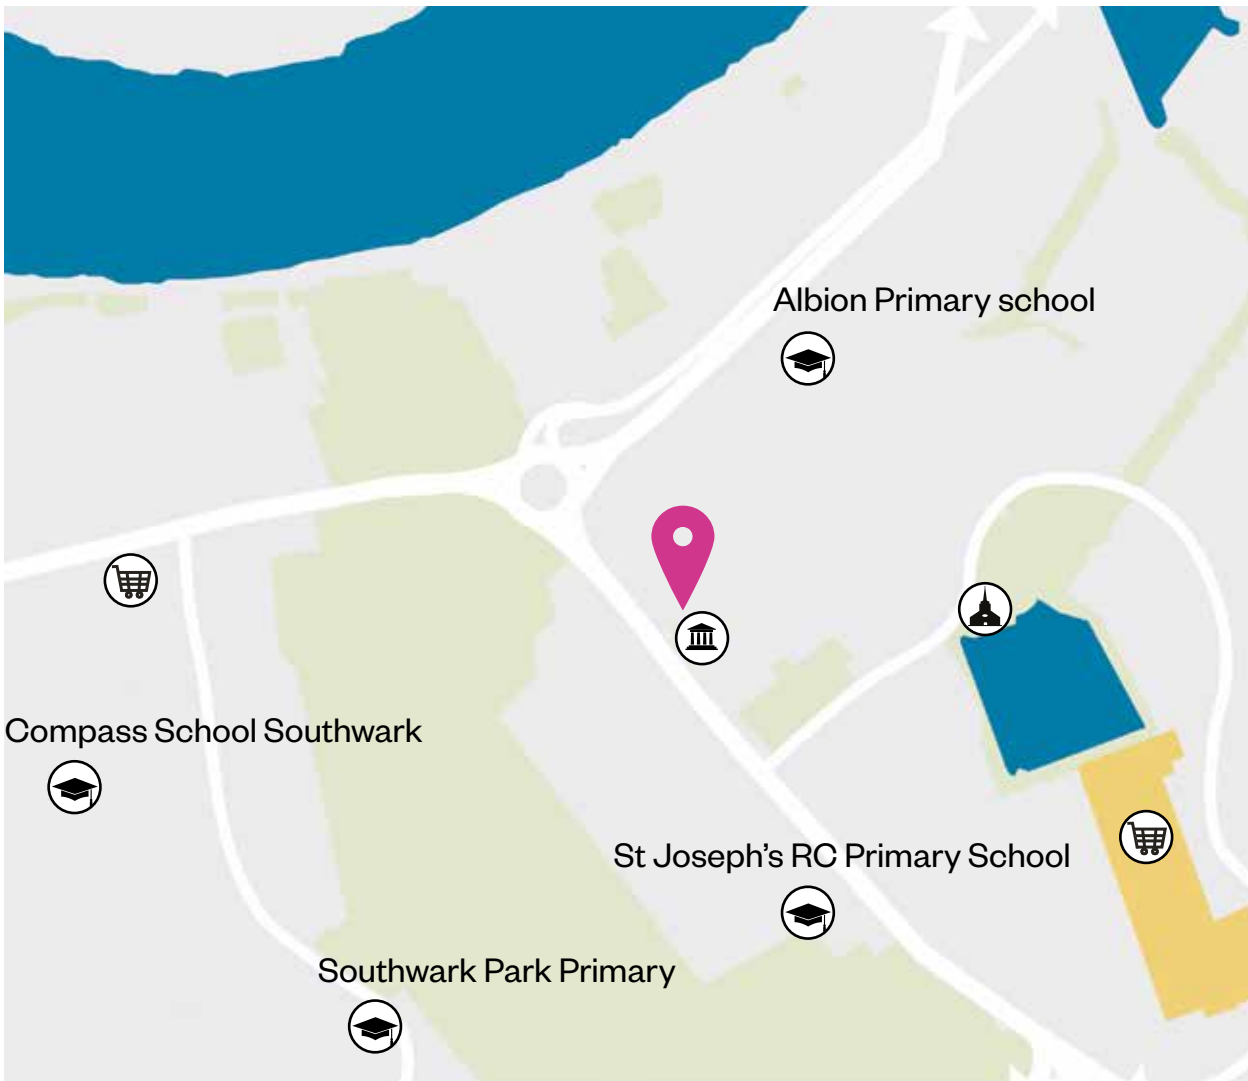 Albion Primary school
Compass School Southwark
St Joseph’s RC Primary School
Southwark Park Primary